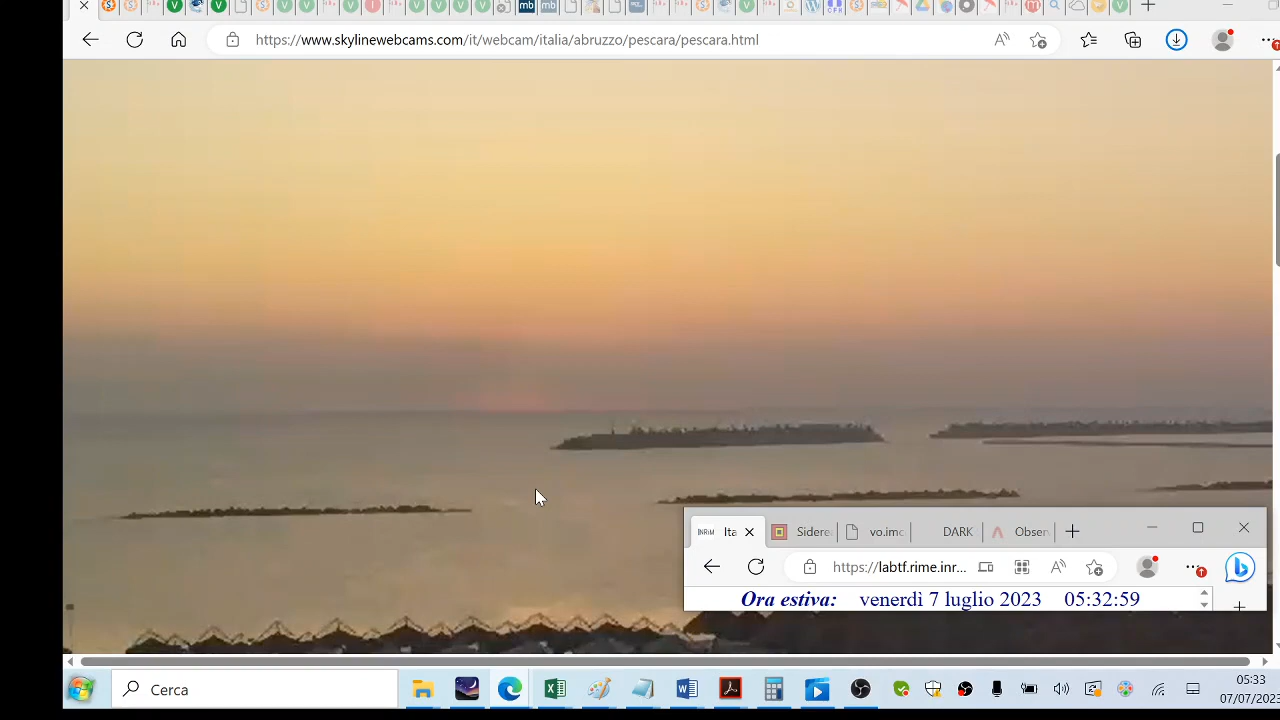 https://www.skylinewebcams.com/it/webcam/italia/abruzzo/pescara/pescara.html
Ita
Sidere
vo.imc
DARK
Obser
https://labtf.rime.inr...
Ora estiva: venerdì 7 luglio 2023 05:32:59
Cerca
05:33
07/07/2023